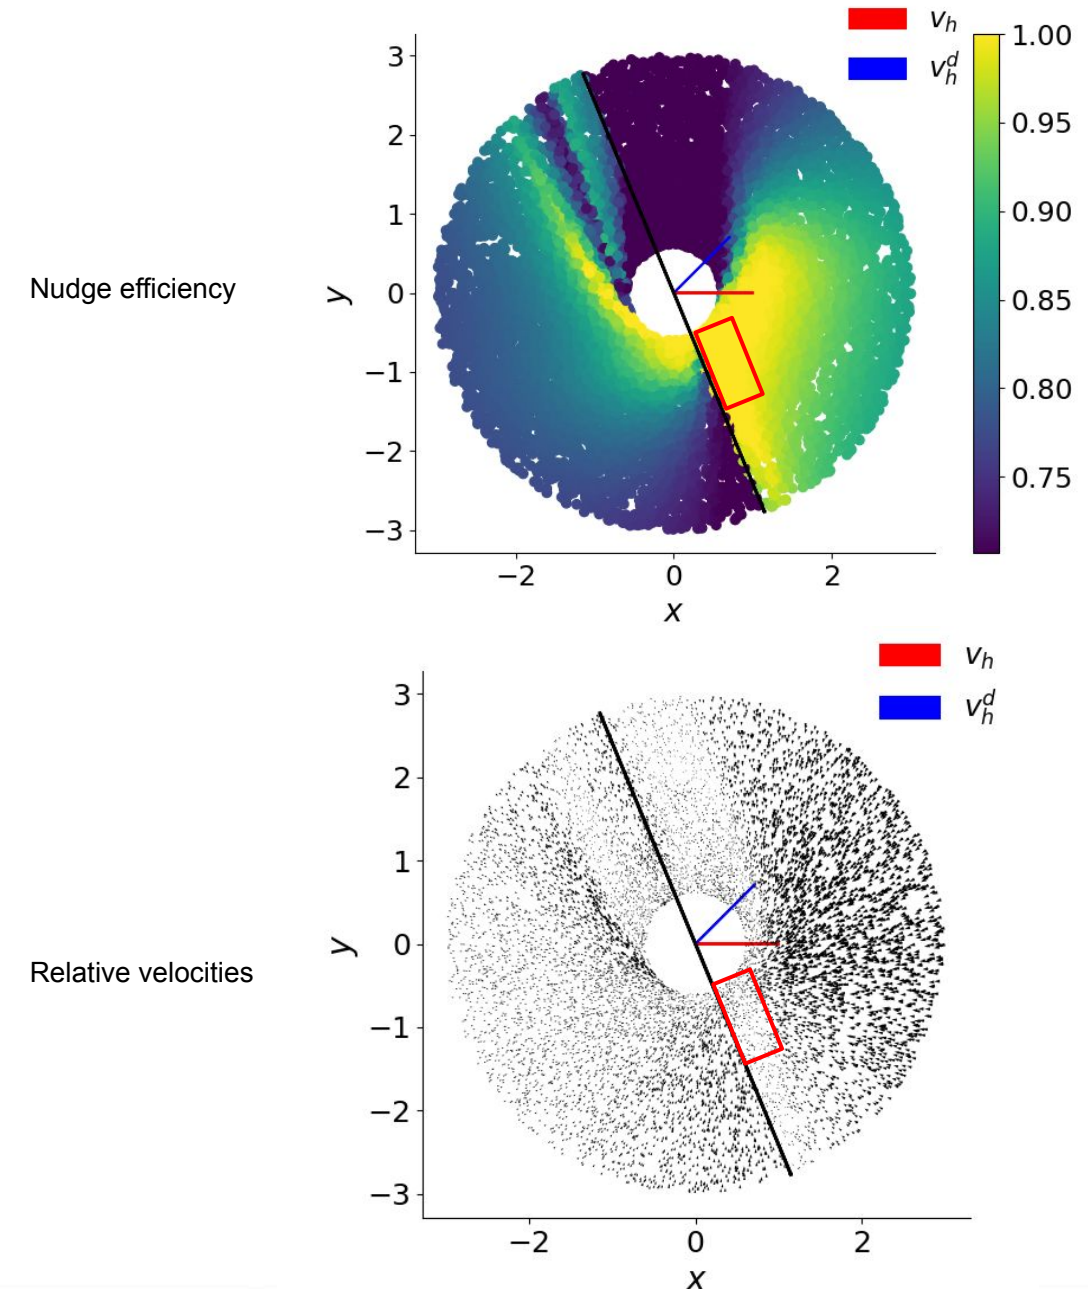 v_h
v_h^d
Nudge efficiency
y
3
2
1
0
−1
−2
−3
−2 0 2
x
1.00
0.95
0.90
0.85
0.80
0.75
v_h
v_h^d
Relative velocities
y
3
2
1
0
−1
−2
−3
−2 0 2
x